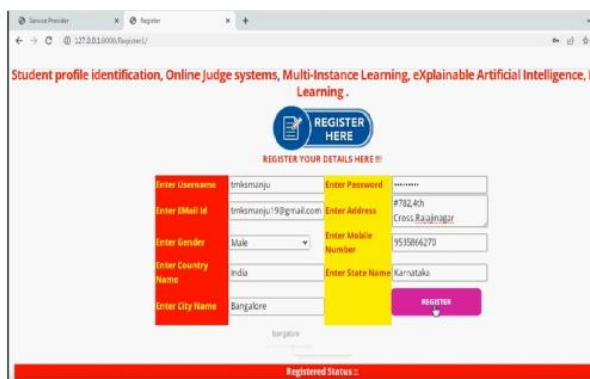 Service Provider
Register
127.0.0.1:8000/Register1/
Student profile identification, Online Judge systems, Multi-Instance Learning, eXplainable Artificial Intelligence,
Learning .
REGISTER
HERE
REGISTER YOUR DETAILS HERE !!!
Enter Username tmksmanju Enter Password ••••••••
Enter EMail Id tmksmanju19@gmail.com Enter Address #782,4th
Cross,Rajajinagar
Enter Gender Male Enter Mobile
Number 9535866270
Enter Country
Name India Enter State Name Karnataka
Enter City Name Bangalore REGISTER
bangalore
Registered Status ::